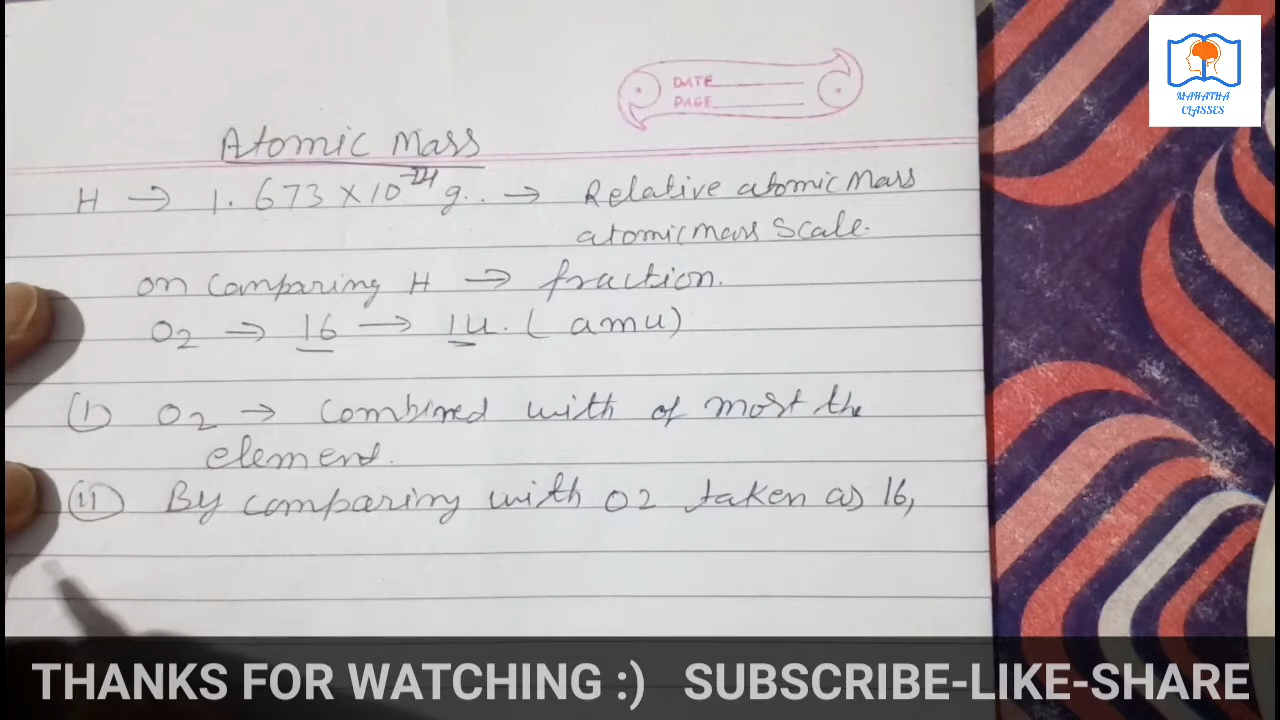 MAHATHA
CLASSES
DATE
PAGE
Atomic Mass
H → 1.673×10⁻²⁴ g. → Relative atomic Mass
atomic mass scale.
on comparing H → fraction.
O2 → 16 → 1u. ( amu)
(i) O2 → combined with of most the
element.
(ii) By comparing with O2 taken as 16,
THANKS FOR WATCHING :) SUBSCRIBE-LIKE-SHARE